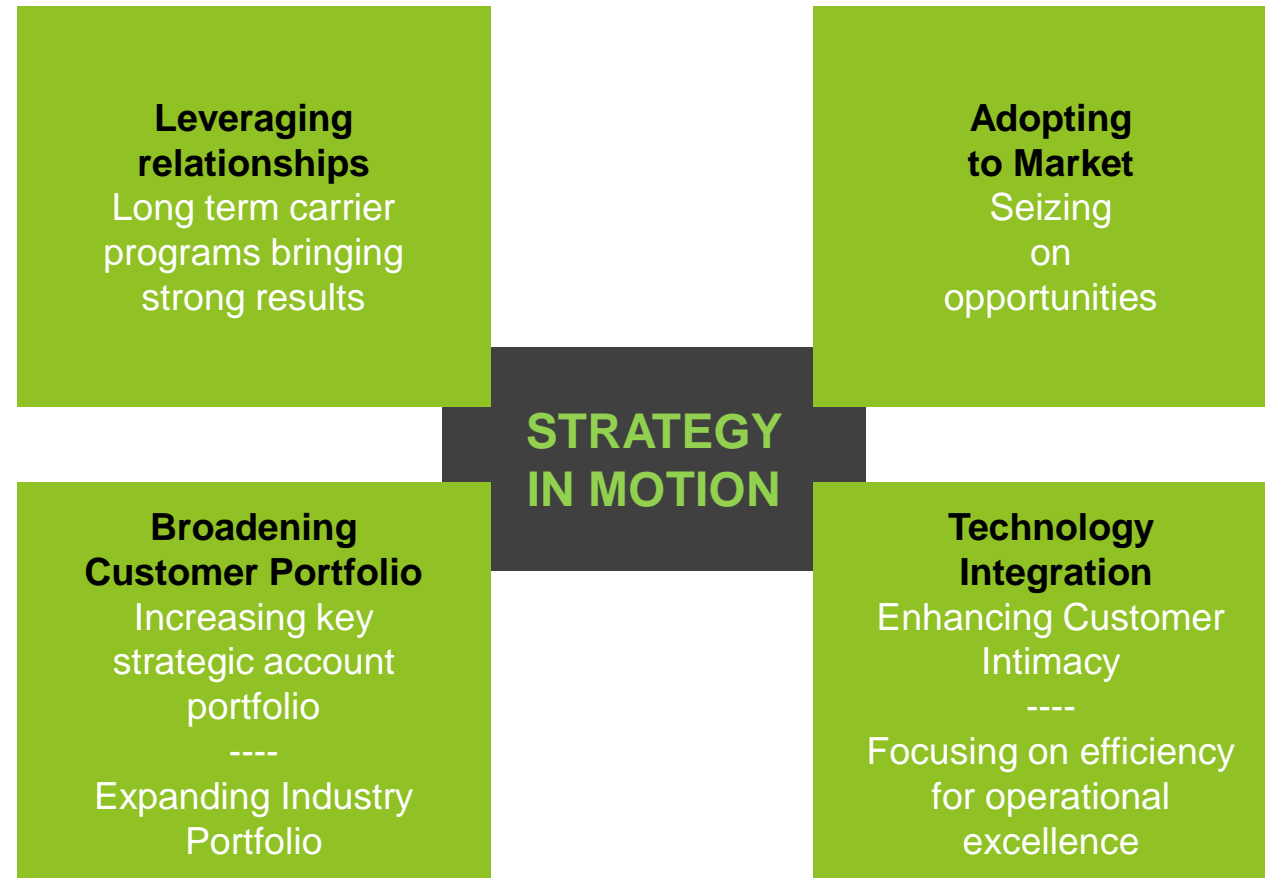 Leveraging
relationships
Long term carrier
programs bringing
strong results
Adopting
to Market
Seizing
on
opportunities
STRATEGY
IN MOTION
Broadening
Customer Portfolio
Increasing key
strategic account
portfolio
----
Expanding Industry
Portfolio
Technology
Integration
Enhancing Customer
Intimacy
----
Focusing on efficiency
for operational
excellence